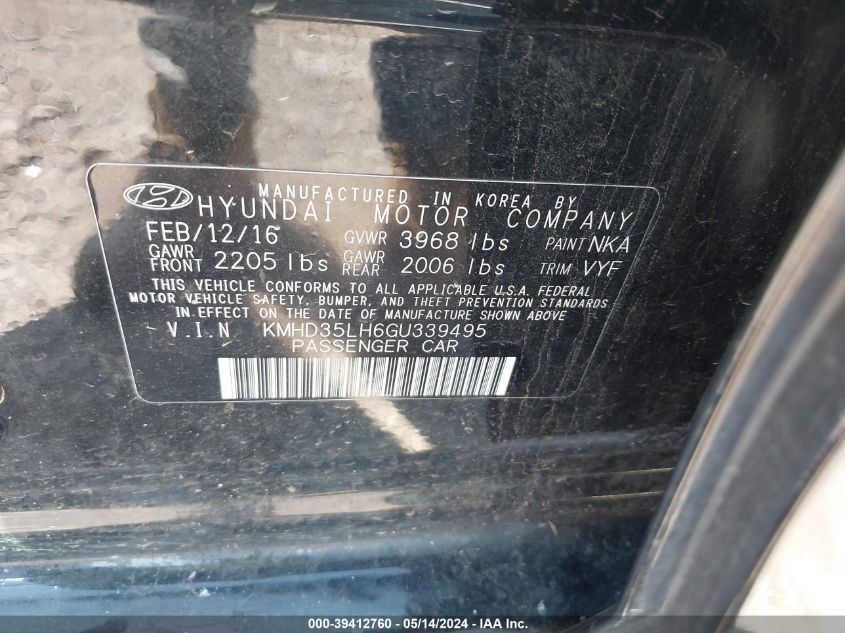 MANUFACTURED IN KOREA BY
HYUNDAI MOTOR COMPANY
FEB/12/16 GVWR 3968 lbs PAINT NKA
GAWR FRONT 2205 lbs GAWR REAR 2006 lbs TRIM VYF
THIS VEHICLE CONFORMS TO ALL APPLICABLE U.S.A. FEDERAL
MOTOR VEHICLE SAFETY, BUMPER, AND THEFT PREVENTION STANDARDS
IN EFFECT ON THE DATE OF MANUFACTURE SHOWN ABOVE
V.I.N KMHD35LH6GU339495
PASSENGER CAR
000-39412760 - 05/14/2024 - IAA Inc.